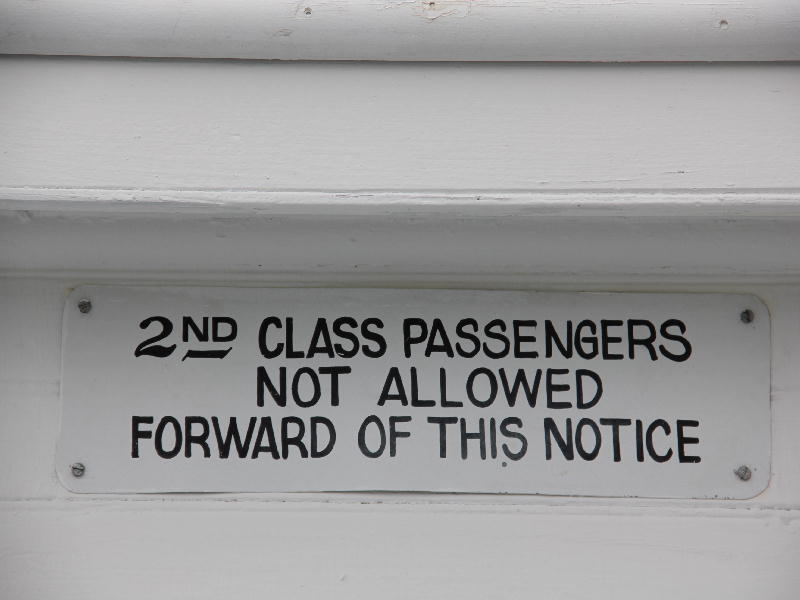 2ND CLASS PASSENGERS
NOT ALLOWED
FORWARD OF THIS NOTICE